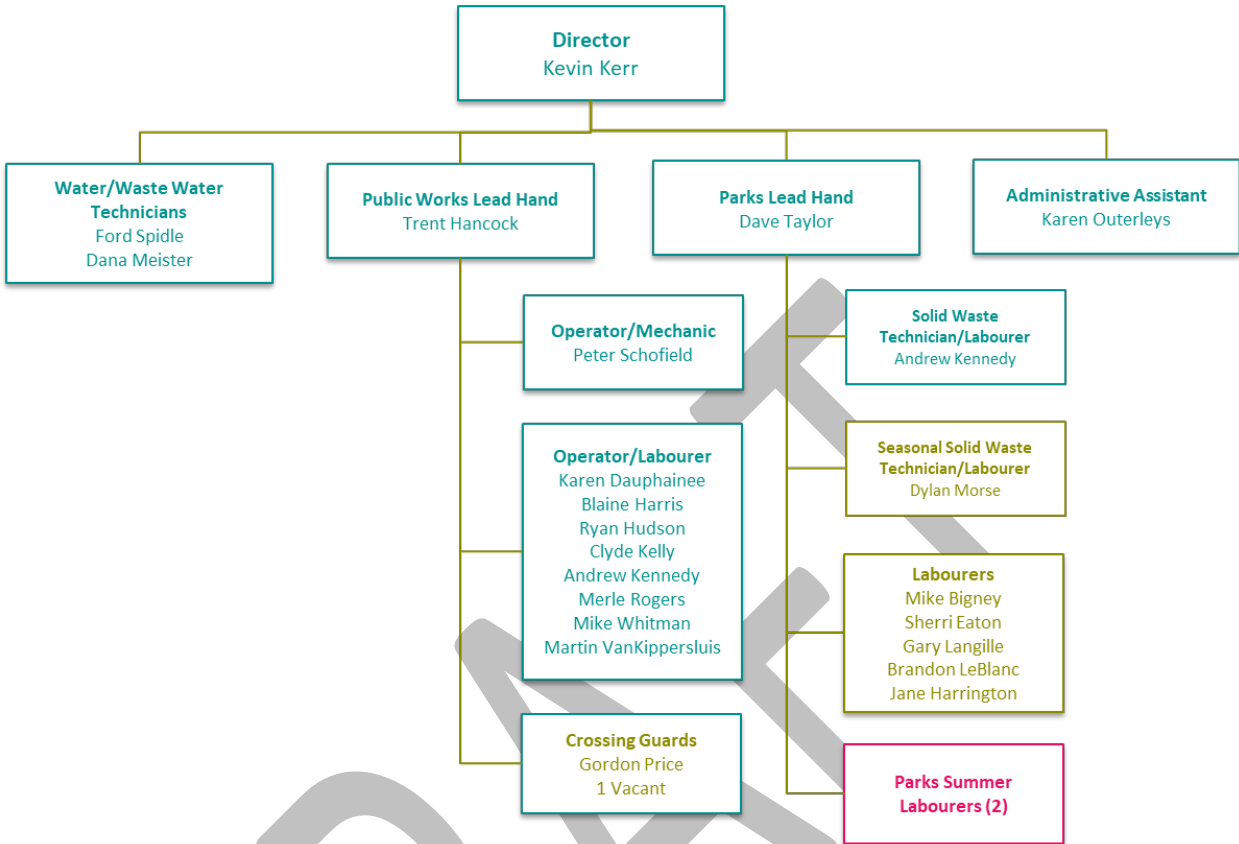 Director
Kevin Kerr
Water/Waste Water
Technicians
Ford Spidle
Dana Meister
Public Works Lead Hand
Trent Hancock
Parks Lead Hand
Dave Taylor
Administrative Assistant
Karen Outerleys
Operator/Mechanic
Peter Schofield
Operator/Labourer
Karen Dauphainee
Blaine Harris
Ryan Hudson
Clyde Kelly
Andrew Kennedy
Merle Rogers
Mike Whitman
Martin VanKippersluis
Crossing Guards
Gordon Price
1 Vacant
Solid Waste
Technician/Labourer
Andrew Kennedy
Seasonal Solid Waste
Technician/Labourer
Dylan Morse
Labourers
Mike Bigney
Sherri Eaton
Gary Langille
Brandon LeBlanc
Jane Harrington
Parks Summer
Labourers (2)
DRAFT